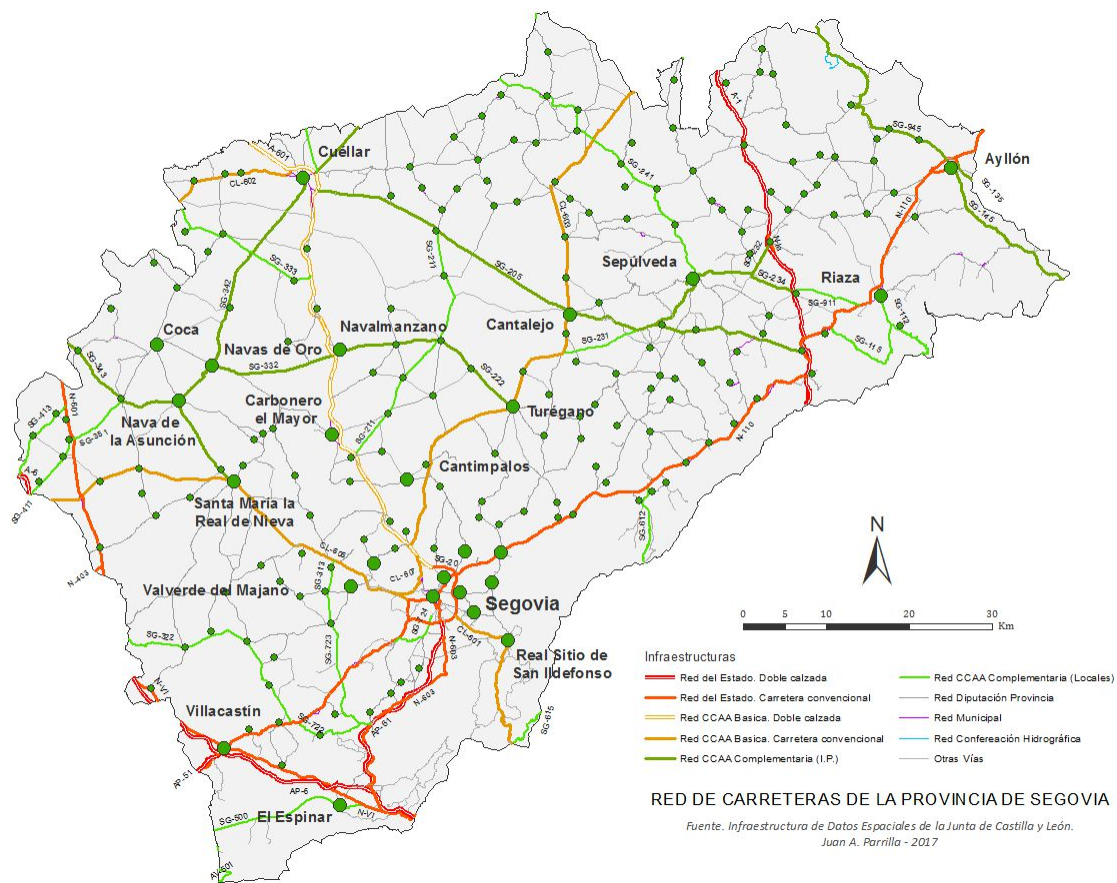 A-601
Cuellar
CL-602
SG-945
Ayllón
SG-135
SG-145
N-110
A-1
SG-241
CL-603
SG-211
SG-205
SG-333
SG-342
Sepúlveda
SG-234
Riaza
SG-911
SG-112
SG-115
Coca
Navas de Oro
Navalmanzano
Cantalejo
SG-231
SG-332
SG-222
SG-343
N-601
SG-413
SG-351
Nava de
la Asunción
Carbonero
el Mayor
SG-211
Turégano
N-110
A-6
SG-411
Cantimpalos
Santa María la
Real de Nieva
SG-612
N-403
CL-605
SG-20
CL-607
SG-313
Valverde del Majano
Segovia
SG-724
CL-601
N-603
SG-322
SG-723
Real Sitio de
San Ildefonso
N-VI
Villacastín
SG-722
N-603
AP-61
SG-615
AP-51
AP-6
N-VI
El Espinar
SG-500
AV-501
N
0 5 10 20 30
Km
Infraestructuras
Red del Estado. Doble calzada
Red del Estado. Carretera convencional
Red CCAA Basica. Doble calzada
Red CCAA Basica. Carretera convencional
Red CCAA Complementaria (I.P.)
Red CCAA Complementaria (Locales)
Red Diputación Provincia
Red Municipal
Red Confereación Hidrográfica
Otras Vías
RED DE CARRETERAS DE LA PROVINCIA DE SEGOVIA
Fuente. Infraestructura de Datos Espaciales de la Junta de Castilla y León.
Juan A. Parrilla - 2017